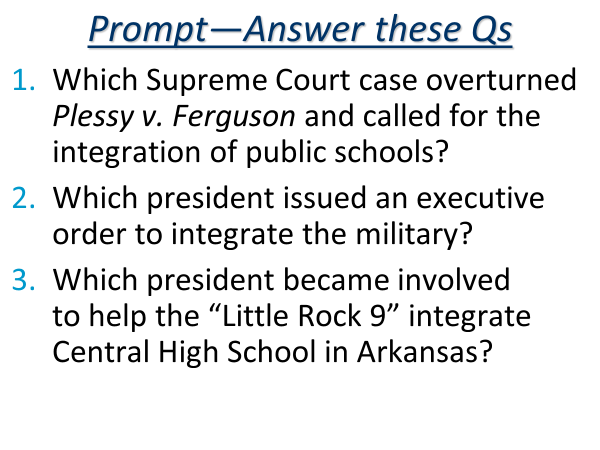 Prompt—Answer these Qs
1. Which Supreme Court case overturned
Plessy v. Ferguson and called for the
integration of public schools?
2. Which president issued an executive
order to integrate the military?
3. Which president became involved
to help the “Little Rock 9” integrate
Central High School in Arkansas?